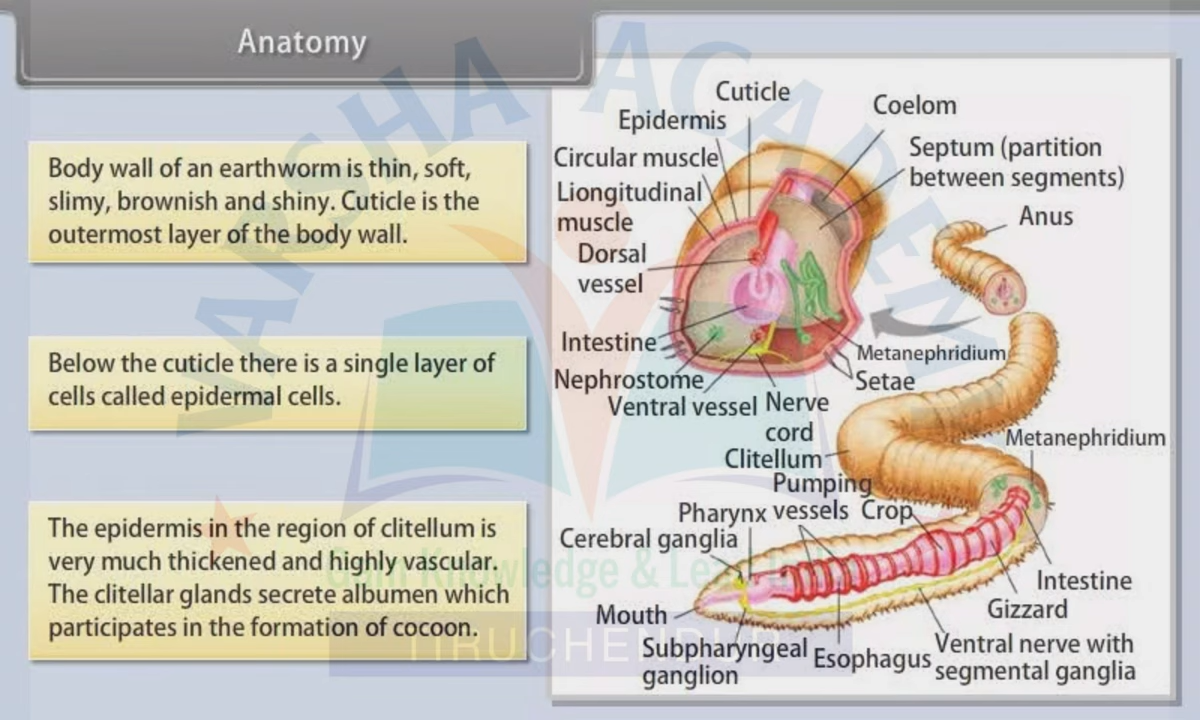 Anatomy
Body wall of an earthworm is thin, soft,
slimy, brownish and shiny. Cuticle is the
outermost layer of the body wall.
Below the cuticle there is a single layer of
cells called epidermal cells.
The epidermis in the region of clitellum is
very much thickened and highly vascular.
The clitellar glands secrete albumen which
participates in the formation of cocoon.
Cuticle
Coelom
Epidermis
Septum (partition
between segments)
Circular muscle
Liongitudinal
muscle
Anus
Dorsal
vessel
Intestine
Metanephridium
Nephrostome
Setae
Ventral vessel
Nerve
cord
Clitellum
Metanephridium
Pumping
vessels
Pharynx
Crop
Cerebral ganglia
Intestine
Gizzard
Mouth
Subpharyngeal
ganglion
Esophagus
Ventral nerve with
segmental ganglia
VARSHA ACADEMY
Knowledge & Lea
TIRUCHENDUR